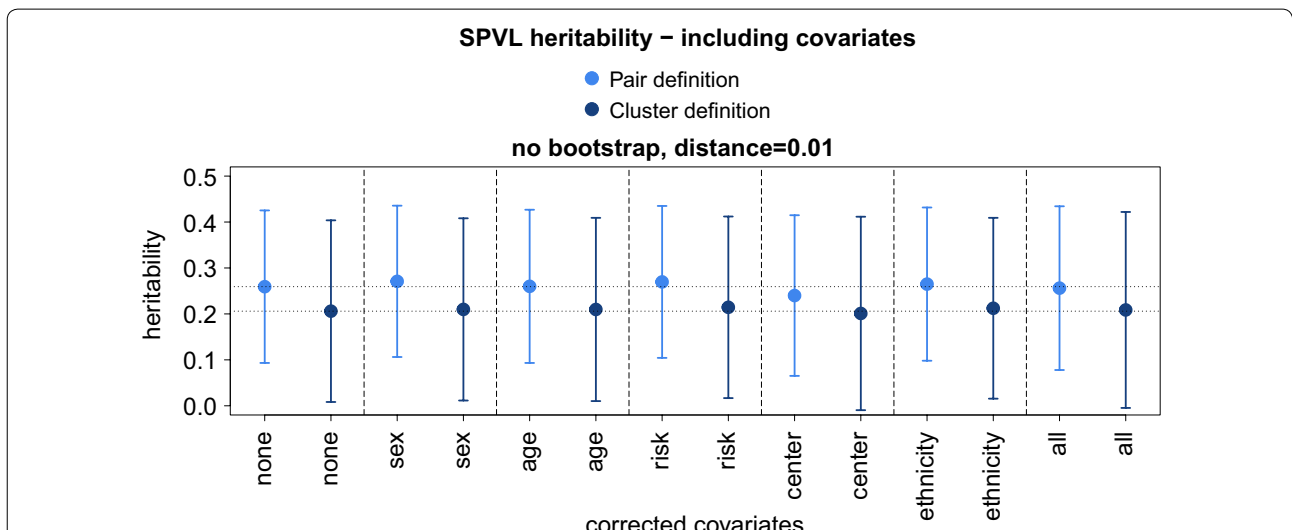 SPVL heritability − including covariates
Pair definition
Cluster definition
no bootstrap, distance=0.01
heritability
0.5
0.4
0.3
0.2
0.1
0.0
none
none
sex
sex
age
age
risk
risk
center
center
ethnicity
ethnicity
all
all
corrected covariates